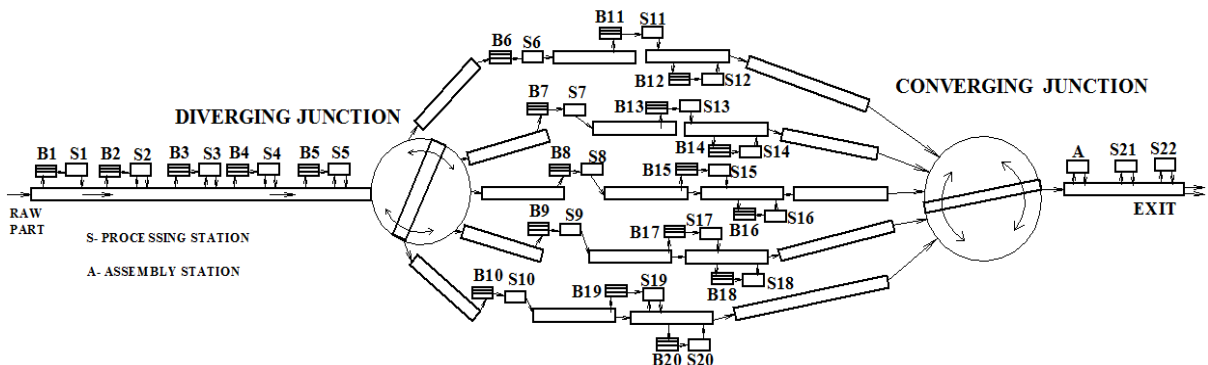 B11 S11
B6 S6
B12 S12
CONVERGING JUNCTION
DIVERGING JUNCTION
B7 S7
B13 S13
B14 S14
B1 S1 B2 S2 B3 S3 B4 S4 B5 S5
B8 S8
B15 S15
B16 S16
A S21 S22
RAW
PART
EXIT
S- PROCESSING STATION
A- ASSEMBLY STATION
B9 S9
B17 S17
B18 S18
B10 S10
B19 S19
B20 S20